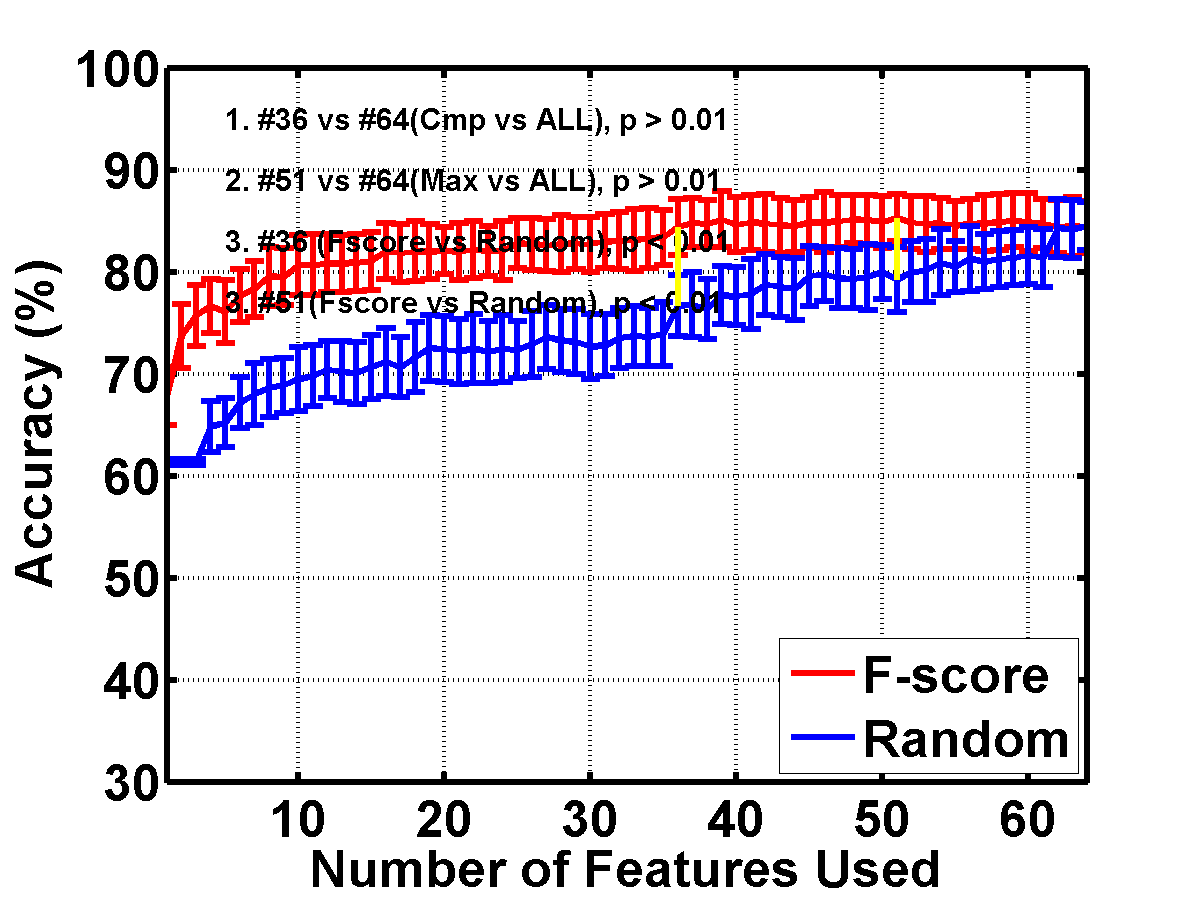 100
90
80
70
60
50
40
30
1. #36 vs #64(Cmp vs ALL), p > 0.01
2. #51 vs #64(Max vs ALL), p > 0.01
3. #36 (Fscore vs Random), p < 0.01
3. #51(Fscore vs Random), p < 0.01
Accuracy (%)
F-score
Random
10 20 30 40 50 60
Number of Features Used